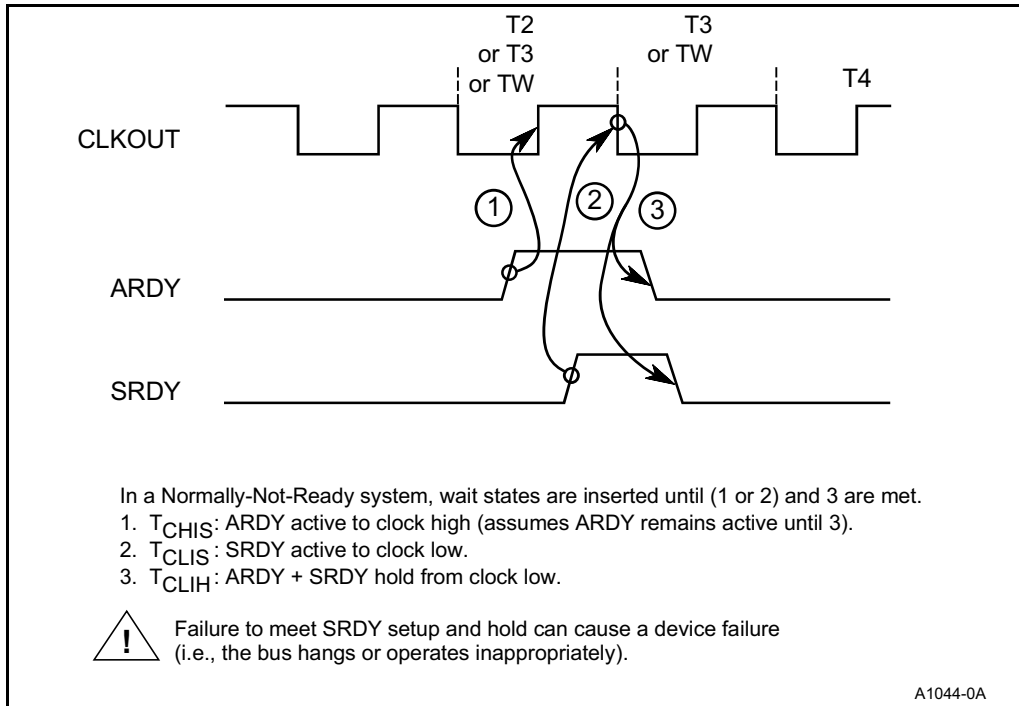 T2
or T3
or TW
T3
or TW
T4
CLKOUT
1
2
3
ARDY
SRDY
In a Normally-Not-Ready system, wait states are inserted until (1 or 2) and 3 are met.
1. TCHIS: ARDY active to clock high (assumes ARDY remains active until 3).
2. TCLIS: SRDY active to clock low.
3. TCLIH: ARDY + SRDY hold from clock low.
! Failure to meet SRDY setup and hold can cause a device failure
(i.e., the bus hangs or operates inappropriately).
A1044-0A